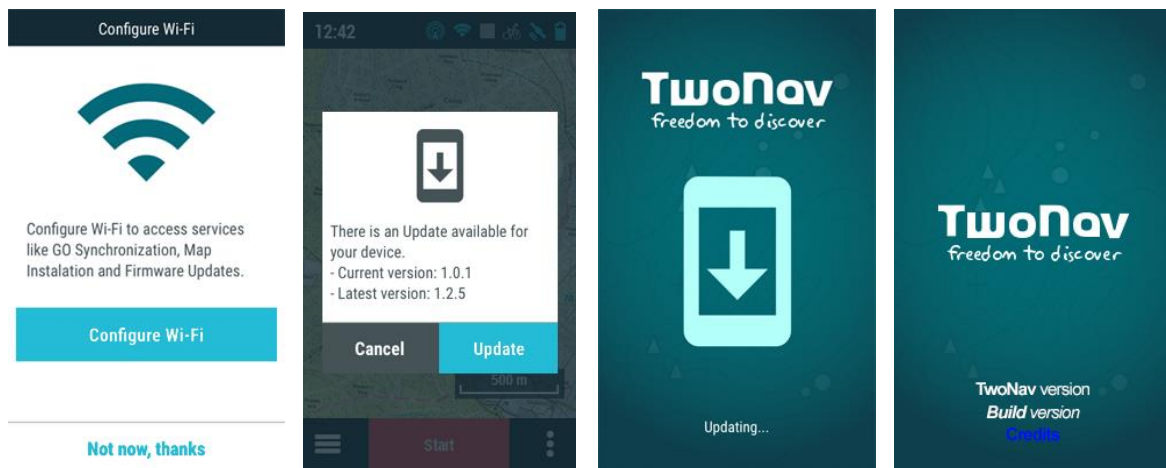 Configure Wi-Fi
Configure Wi-Fi to access services
like GO Synchronization, Map
Instalation and Firmware Updates.
Configure Wi-Fi
Not now, thanks
12:42
There is an Update available for
your device.
- Current version: 1.0.1
- Latest version: 1.2.5
Cancel
Update
500 m
Start
TwoNav
freedom to discover
Updating...
TwoNav
freedom to discover
TwoNav version
Build version
Credits